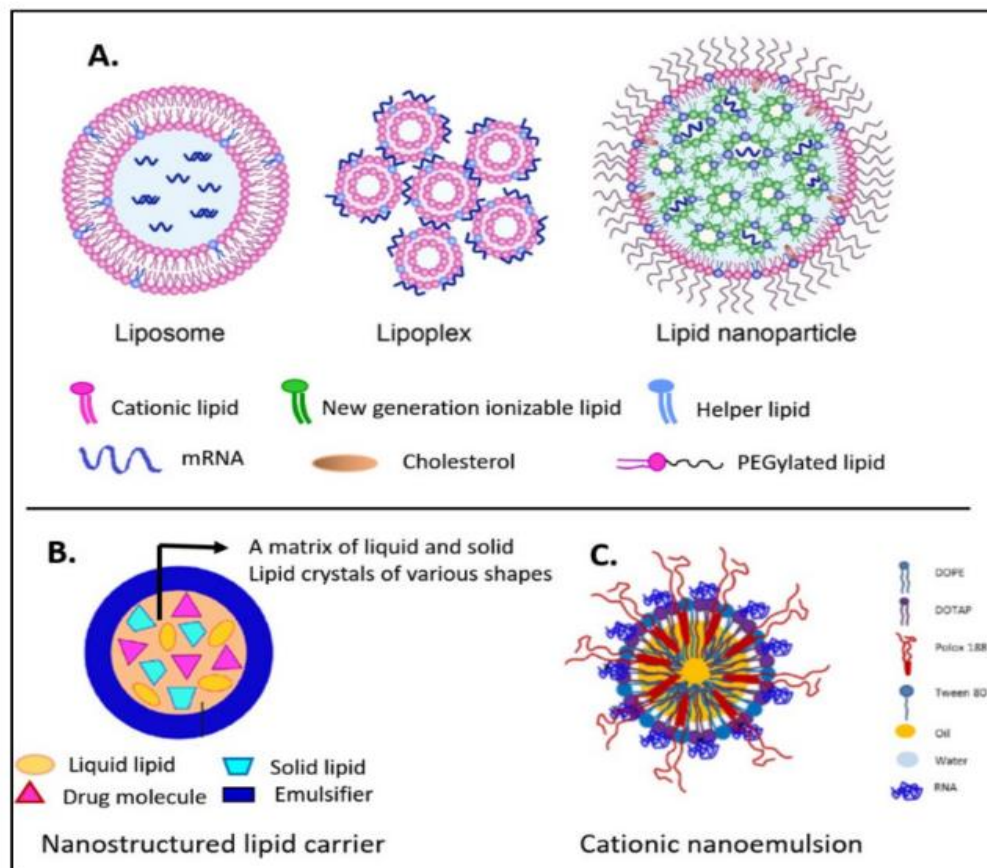 A.
Liposome
Lipoplex
Lipid nanoparticle
Cationic lipid
New generation ionizable lipid
Helper lipid
mRNA
Cholesterol
PEGylated lipid
B.
A matrix of liquid and solid
Lipid crystals of various shapes
Liquid lipid
Solid lipid
Drug molecule
Emulsifier
Nanostructured lipid carrier
C.
DOPE
DOTAP
Polox 188
Tween 80
Oil
Water
RNA
Cationic nanoemulsion